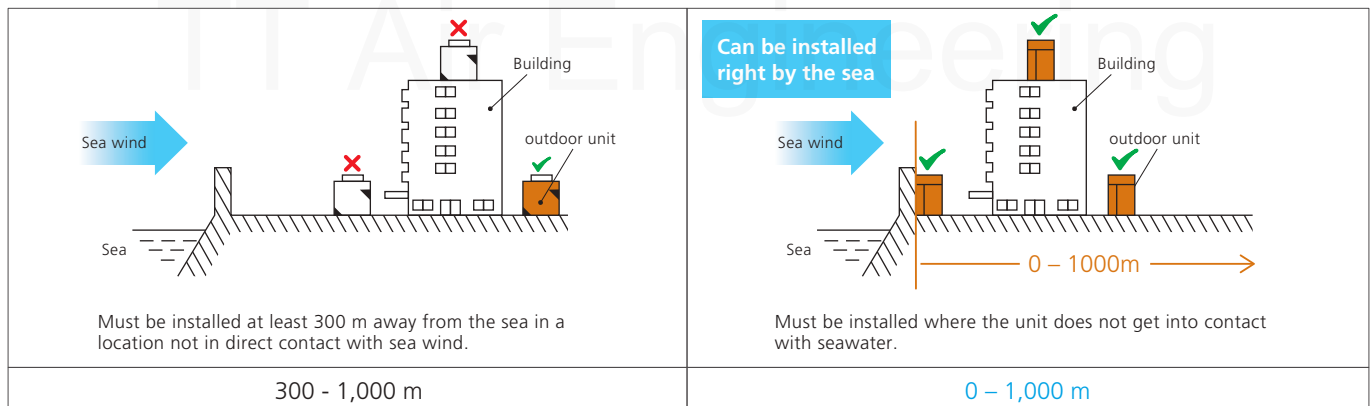 TT Air Engineering
Building
Sea wind
outdoor unit
Sea
Must be installed at least 300 m away from the sea in a
location not in direct contact with sea wind.
300 - 1,000 m
Can be installed
right by the sea
Building
Sea wind
outdoor unit
Sea
0 – 1000m
Must be installed where the unit does not get into contact
with seawater.
0 – 1,000 m